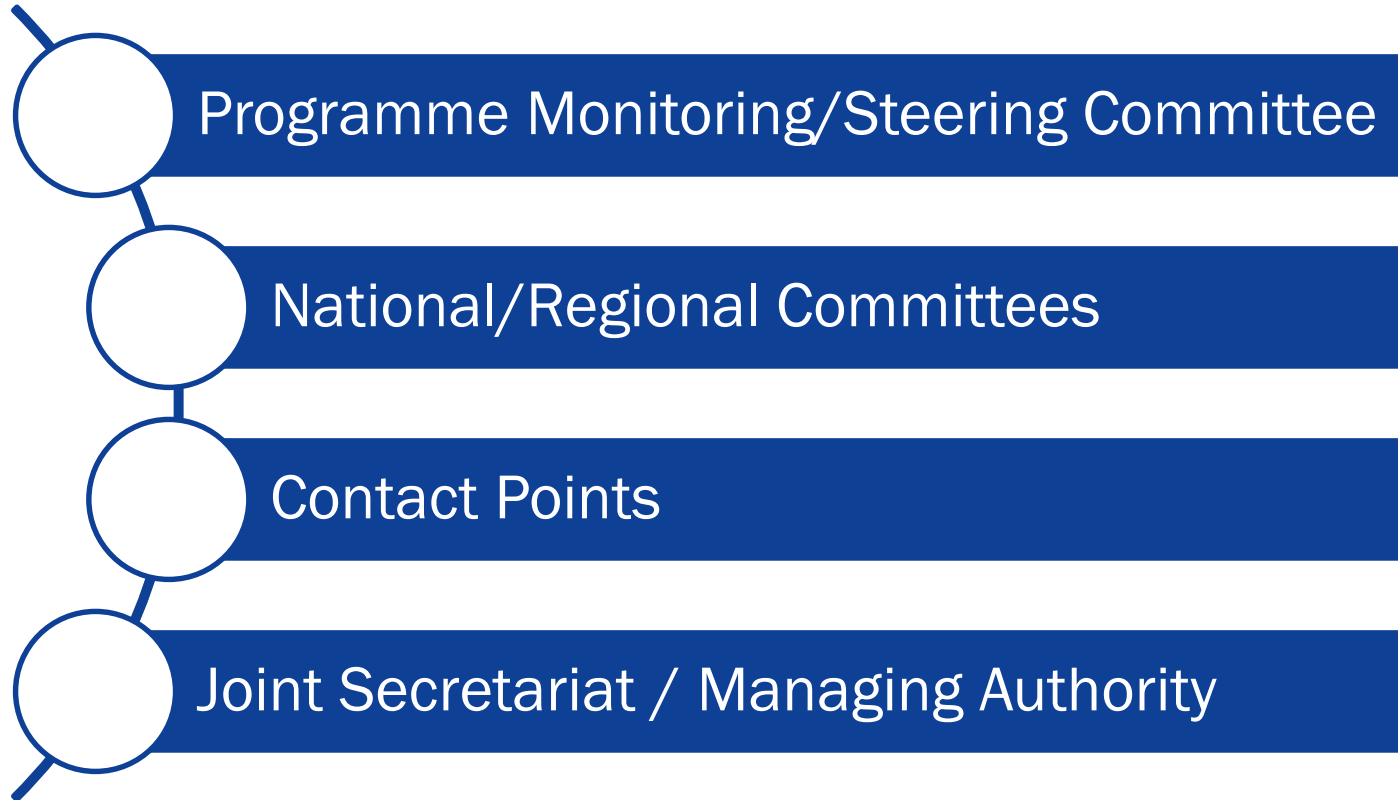 Programme Monitoring/Steering Committee
National/Regional Committees
Contact Points
Joint Secretariat / Managing Authority